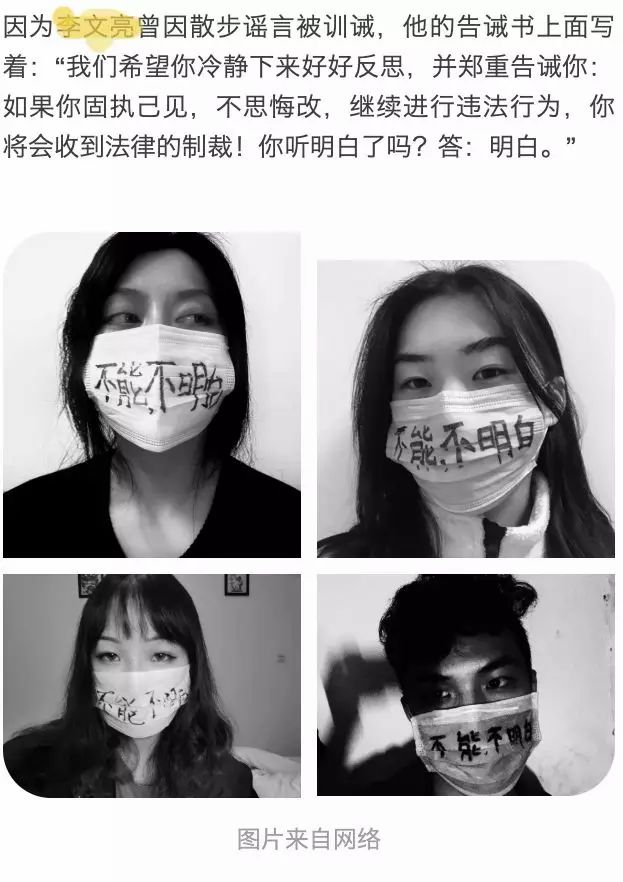 因为李文亮曾因散步谣言被训诫，他的告诫书上面写
着：“我们希望你冷静下来好好反思，并郑重告诫你：
如果你固执己见，不思悔改，继续进行违法行为，你
将会收到法律的制裁！你听明白了吗？答：明白。”
不能,不明白
不能,不明白
不能不明白
不能,不明白
图片来自网络